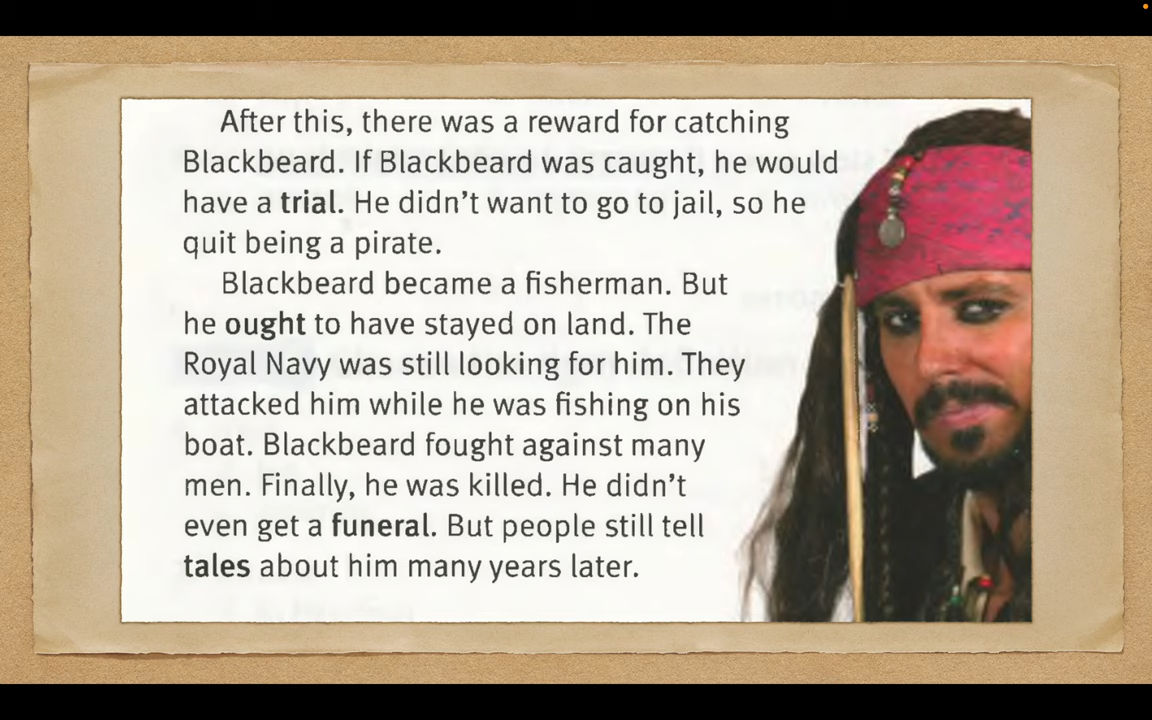 After this, there was a reward for catching
Blackbeard. If Blackbeard was caught, he would
have a trial. He didn't want to go to jail, so he
quit being a pirate.
Blackbeard became a fisherman. But
he ought to have stayed on land. The
Royal Navy was still looking for him. They
attacked him while he was fishing on his
boat. Blackbeard fought against many
men. Finally, he was killed. He didn't
even get a funeral. But people still tell
tales about him many years later.